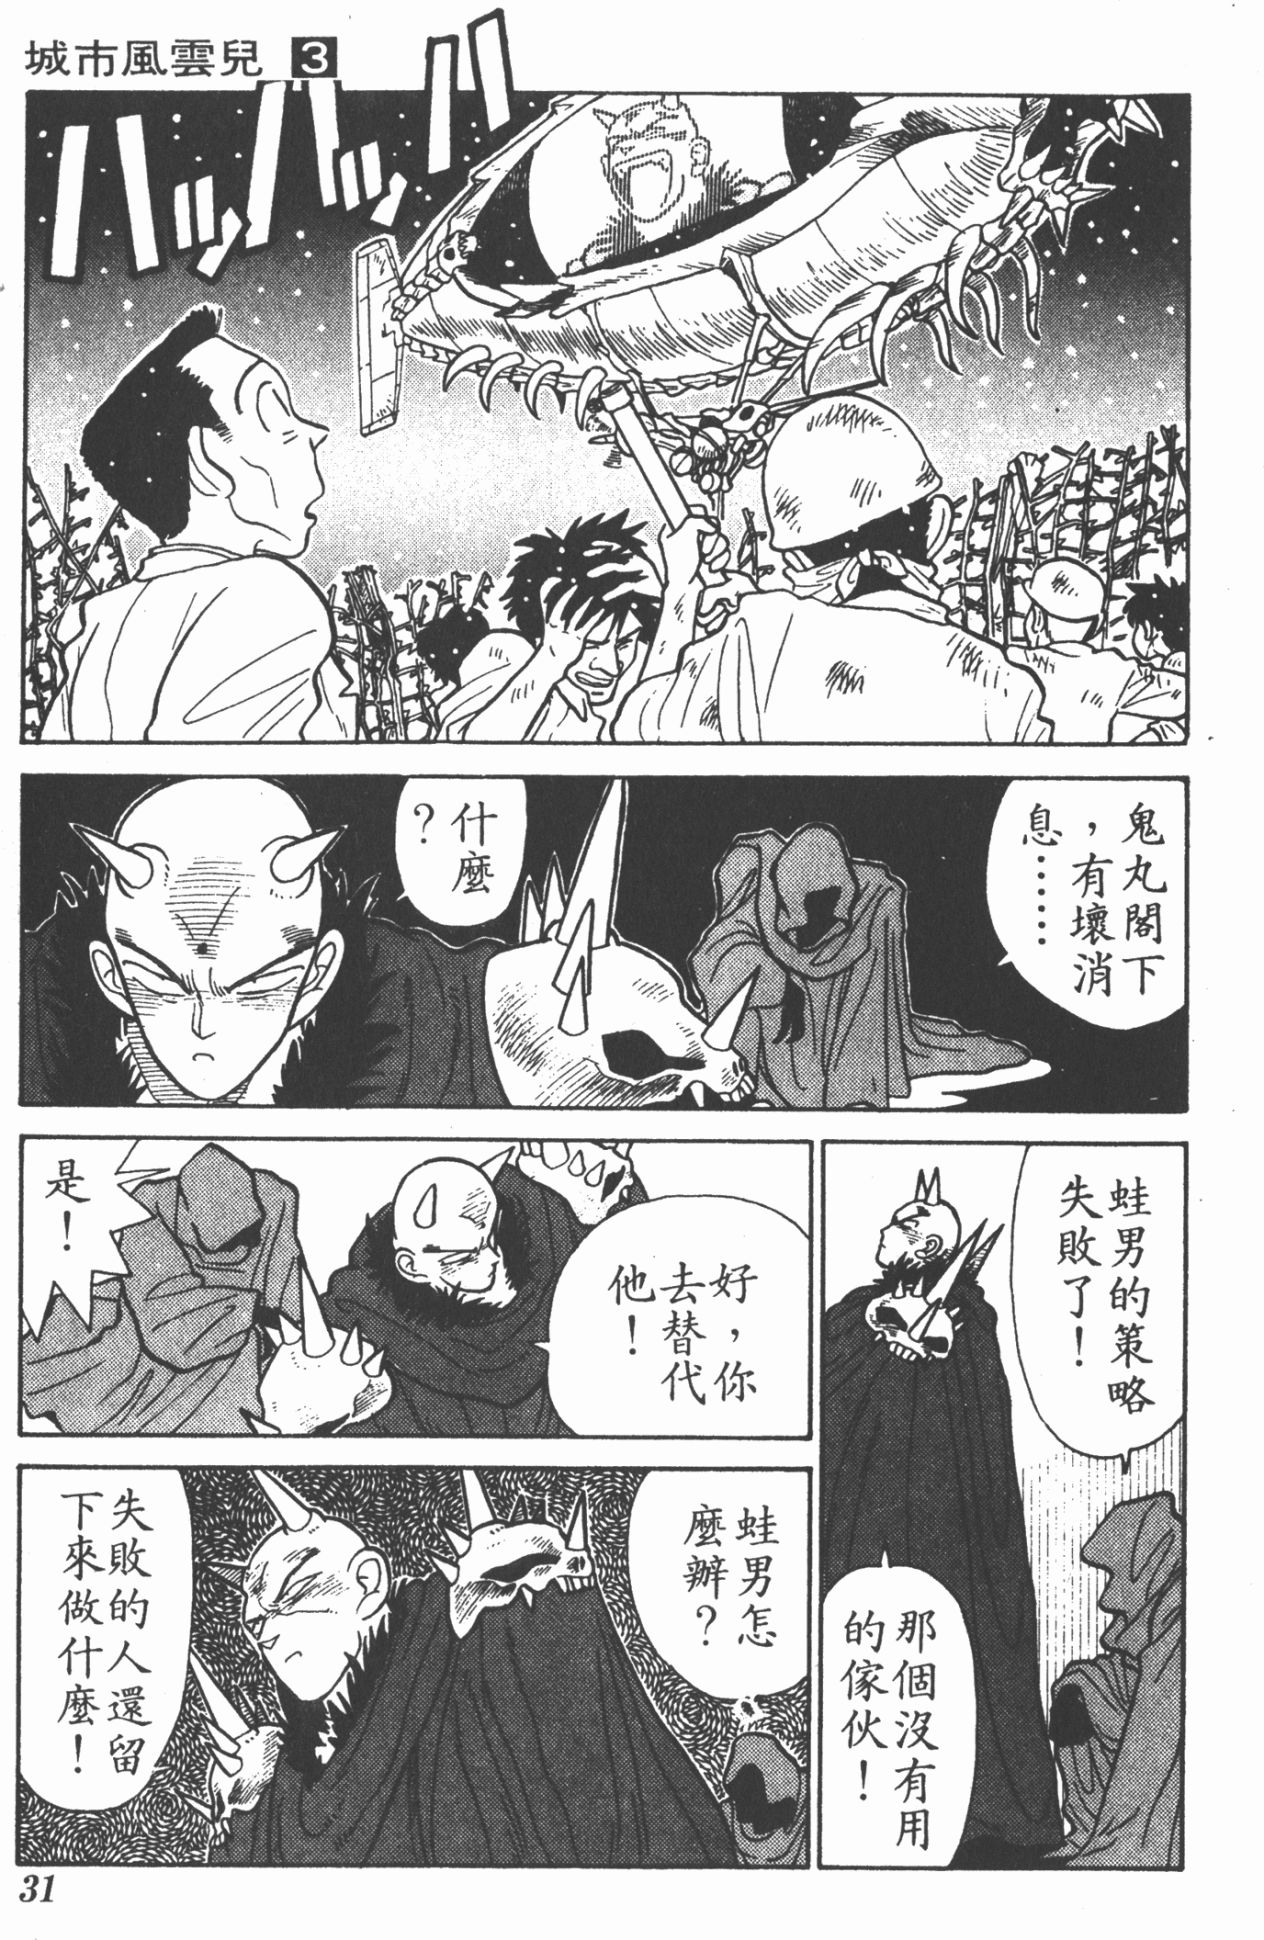 城市風雲兒 3
バッバッ
鬼丸閣下
，有壞消
息……
什麼
？
蛙男的策略
失敗了！
那個沒有用
的傢伙！
好，你
去替代
他！
是！
蛙男怎
麼辦？
失敗的人還留
下來做什麼！
31